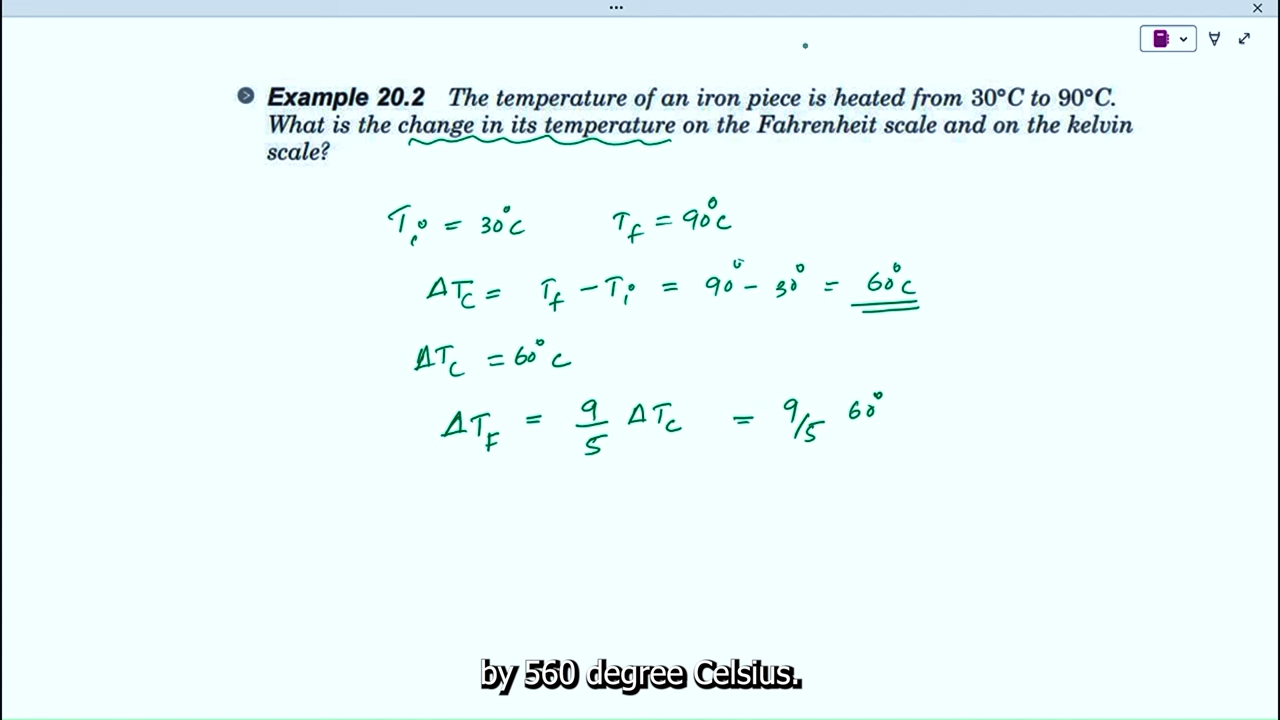 Example 20.2 The temperature of an iron piece is heated from 30°C to 90°C.
What is the change in its temperature on the Fahrenheit scale and on the kelvin
scale?
Ti = 30°C Tf = 90°C
ΔTC = Tf − Ti = 90° − 30° = 60°C
ΔTC = 60°C
ΔTF = 9/5 ΔTC = 9/5 60°
by 560 degree Celsius.